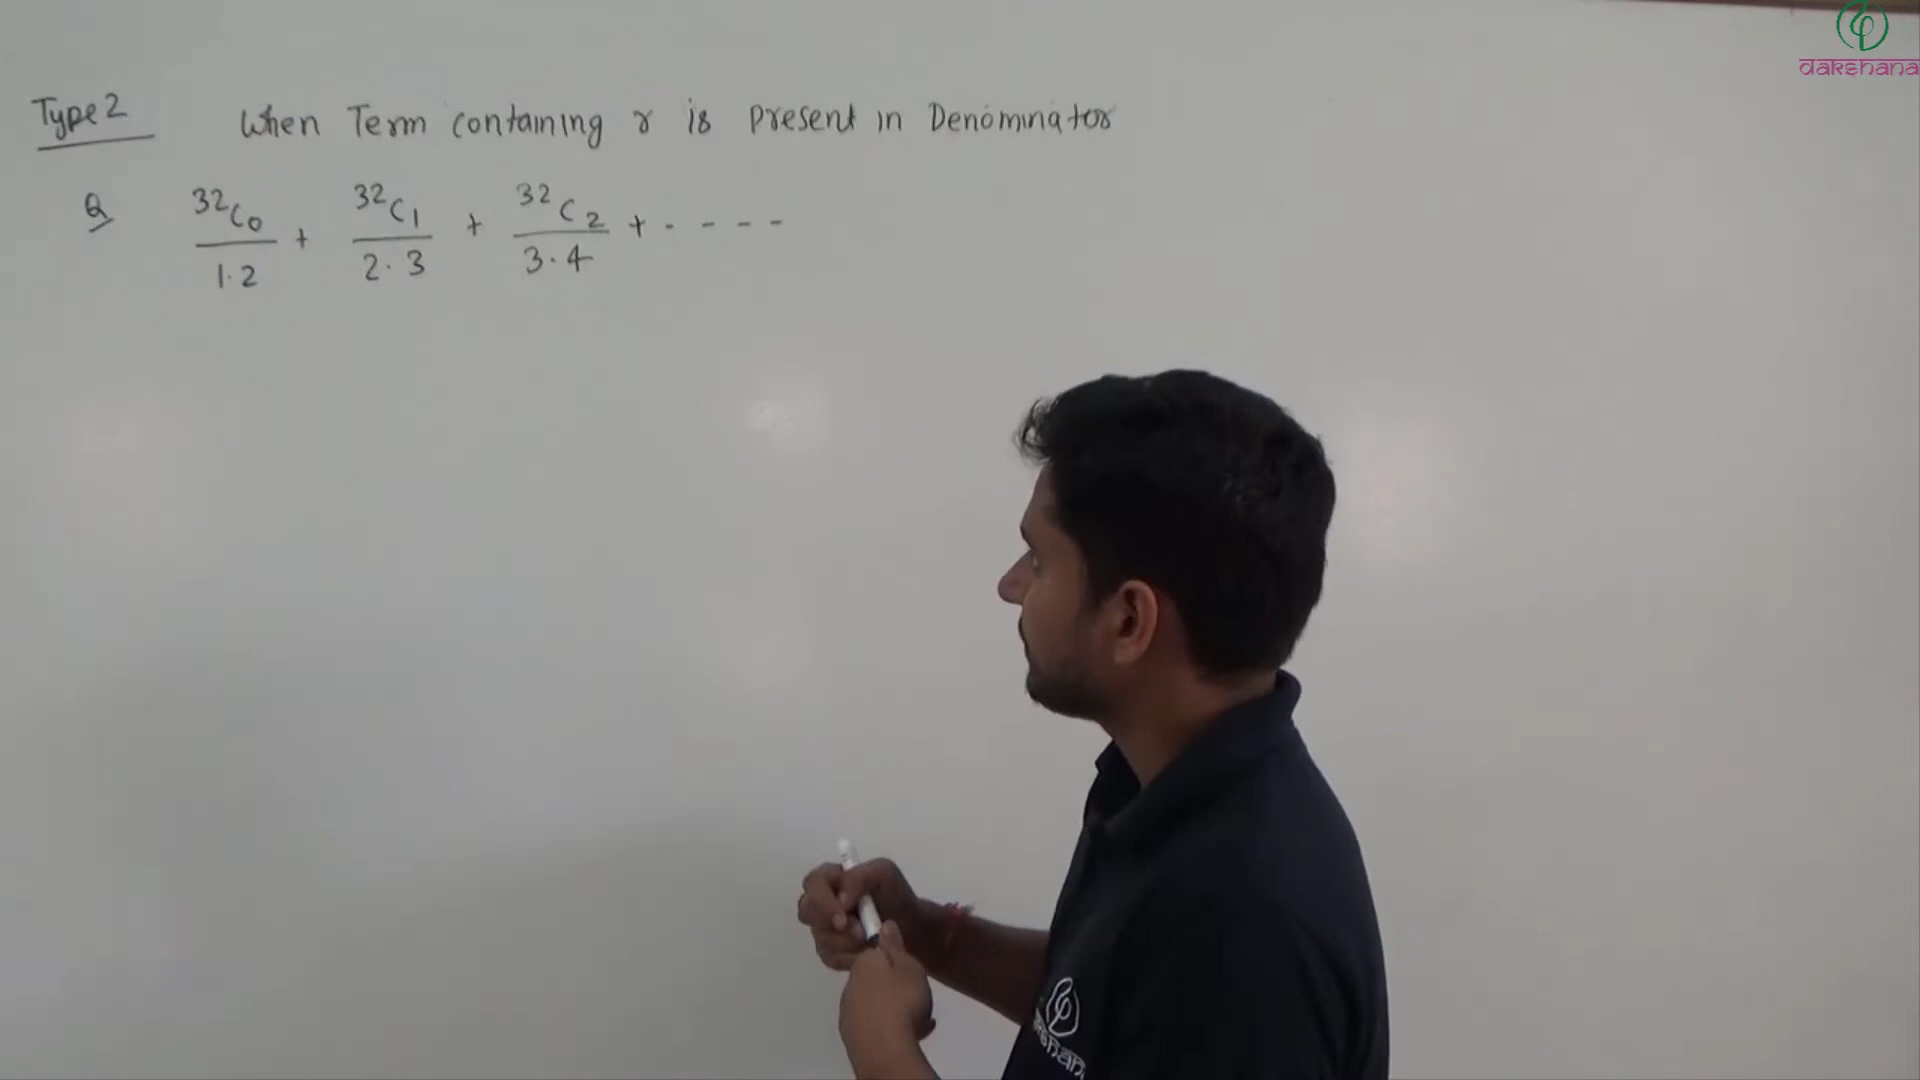 dakshana
Type 2 When Term containing r is present in Denominator
Q ³²C₀/1·2 + ³²C₁/2·3 + ³²C₂/3·4 + - - - -